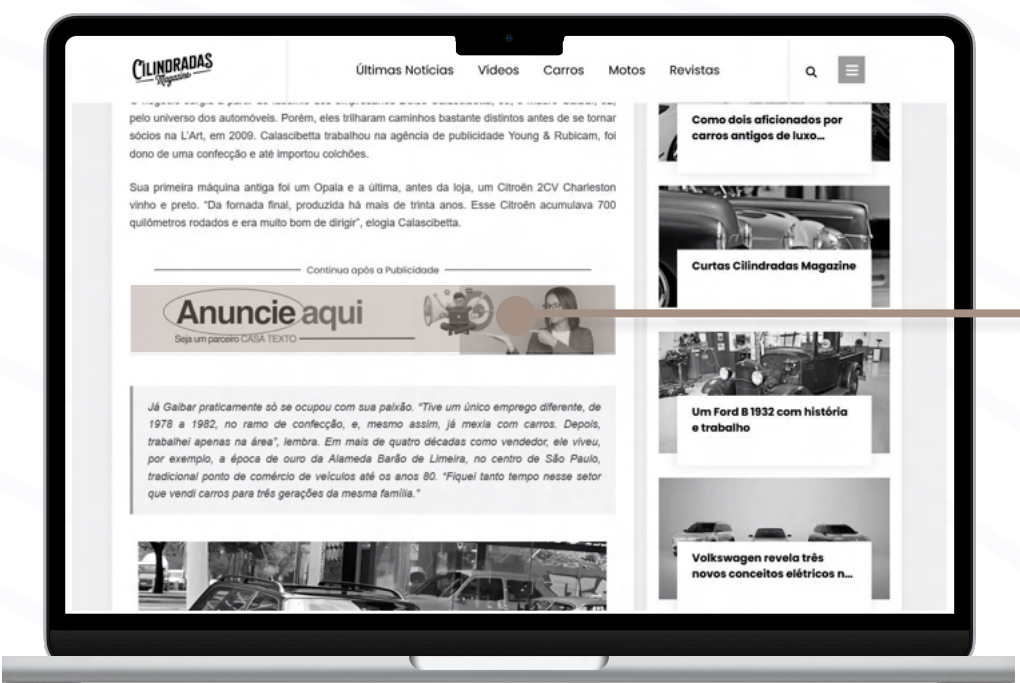 CILINDRADAS
Magazine
Últimas Notícias Vídeos Carros Motos Revistas
pelo universo dos automóveis. Porém, eles trilharam caminhos bastante distintos antes de se tornar
sócios na L'Art, em 2009. Calascibetta trabalhou na agência de publicidade Young & Rubicam, foi
dono de uma confecção e até importou colchões.
Sua primeira máquina antiga foi um Opala e a última, antes da loja, um Citroën 2CV Charleston
vinho e preto. “Da fornada final, produzida há mais de trinta anos. Esse Citroën acumulava 700
quilômetros rodados e era muito bom de dirigir”, elogia Calascibetta.
Continua após a Publicidade
Anuncie aqui
Seja um parceiro CASA TEXTO
Já Gaibar praticamente só se ocupou com sua paixão. “Tive um único emprego diferente, de
1978 a 1982, no ramo de confecção, e, mesmo assim, já mexia com carros. Depois,
trabalhei apenas na área”, lembra. Em mais de quatro décadas como vendedor, ele viveu,
por exemplo, a época de ouro da Alameda Barão de Limeira, no centro de São Paulo,
tradicional ponto de comércio de veículos até os anos 80. “Fiquei tanto tempo nesse setor
que vendi carros para três gerações da mesma família.”
Como dois aficionados por
carros antigos de luxo...
Curtas Cilindradas Magazine
Um Ford B 1932 com história
e trabalho
Volkswagen revela três
novos conceitos elétricos n...